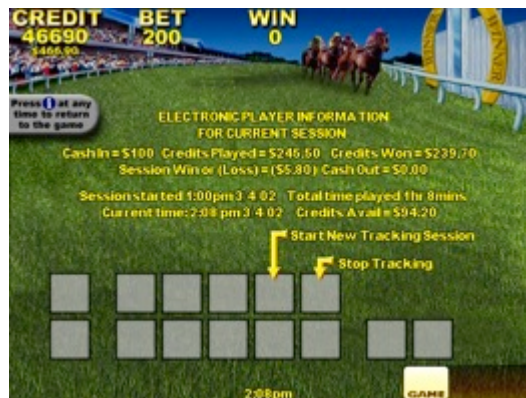 CREDIT BET WIN
46690 200 0
$466.90
Press i at any
time to return
to the game
WINNER
ELECTRONIC PLAYER INFORMATION
FOR CURRENT SESSION
Cash In = $100 Credits Played = $245.50 Credits Won = $239.70
Session Win or (Loss) = ($5.80) Cash Out = $0.00
Session started 1:00pm 3 4 02 Total time played 1hr 8mins
Current time: 2:08 pm 3 4 02 Credits Avail = $94.20
Start New Tracking Session
Stop Tracking
2:08pm
GAME